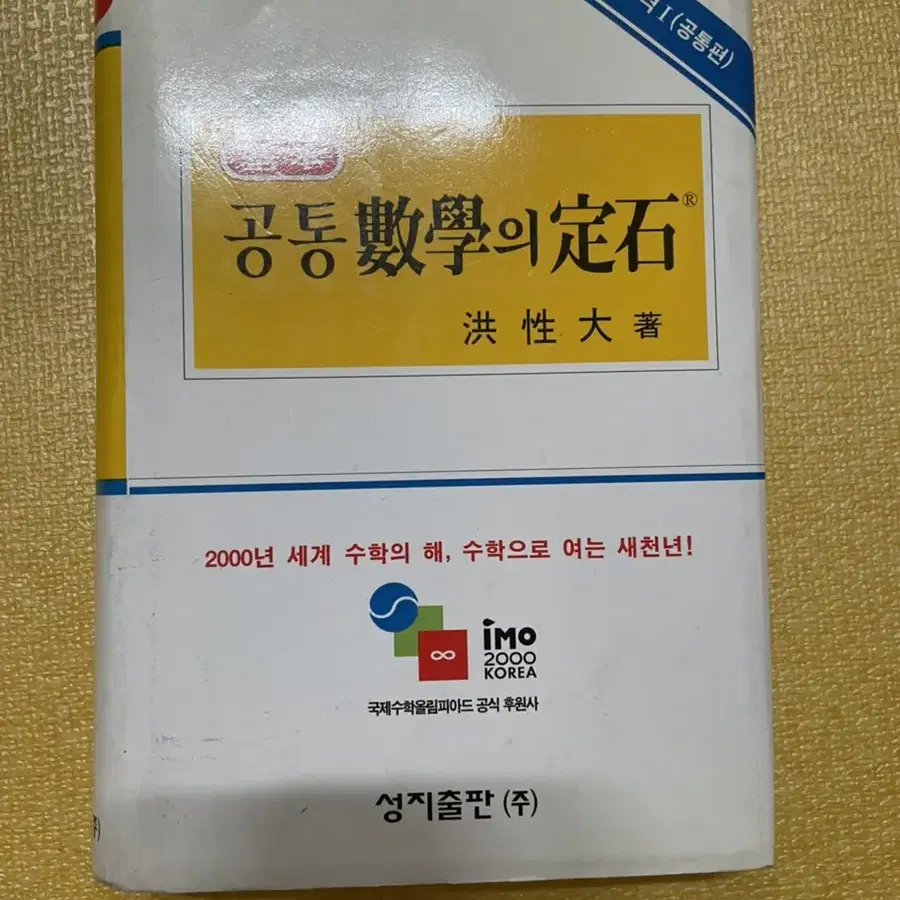 I (공통편)
공통 數學의 定石®
洪性大 著
2000년 세계 수학의 해, 수학으로 여는 새천년!
imo
2000
KOREA
국제수학올림피아드 공식 후원사
성지출판 (주)